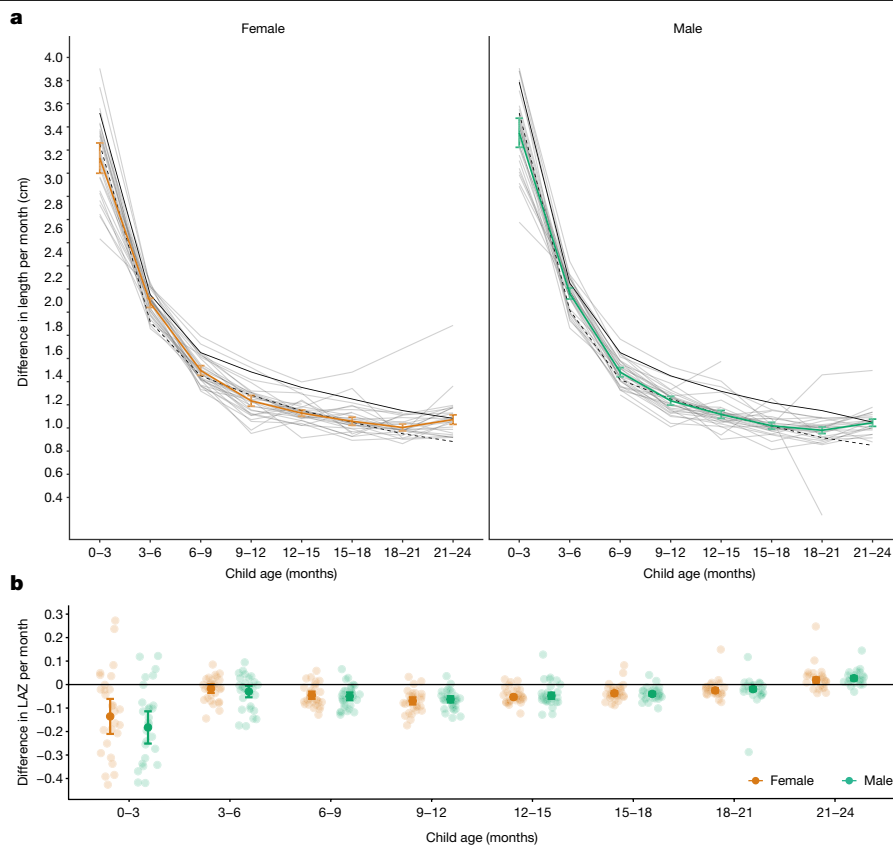 a
Female
Male
Difference in length per month (cm)
4.0
3.8
3.6
3.4
3.2
3.0
2.8
2.6
2.4
2.2
2.0
1.8
1.6
1.4
1.2
1.0
0.8
0.6
0.4
0–3 3–6 6–9 9–12 12–15 15–18 18–21 21–24
0–3 3–6 6–9 9–12 12–15 15–18 18–21 21–24
Child age (months)
Child age (months)
b
Difference in LAZ per month
0.3
0.2
0.1
0
−0.1
−0.2
−0.3
−0.4
Female Male
0–3 3–6 6–9 9–12 12–15 15–18 18–21 21–24
Child age (months)